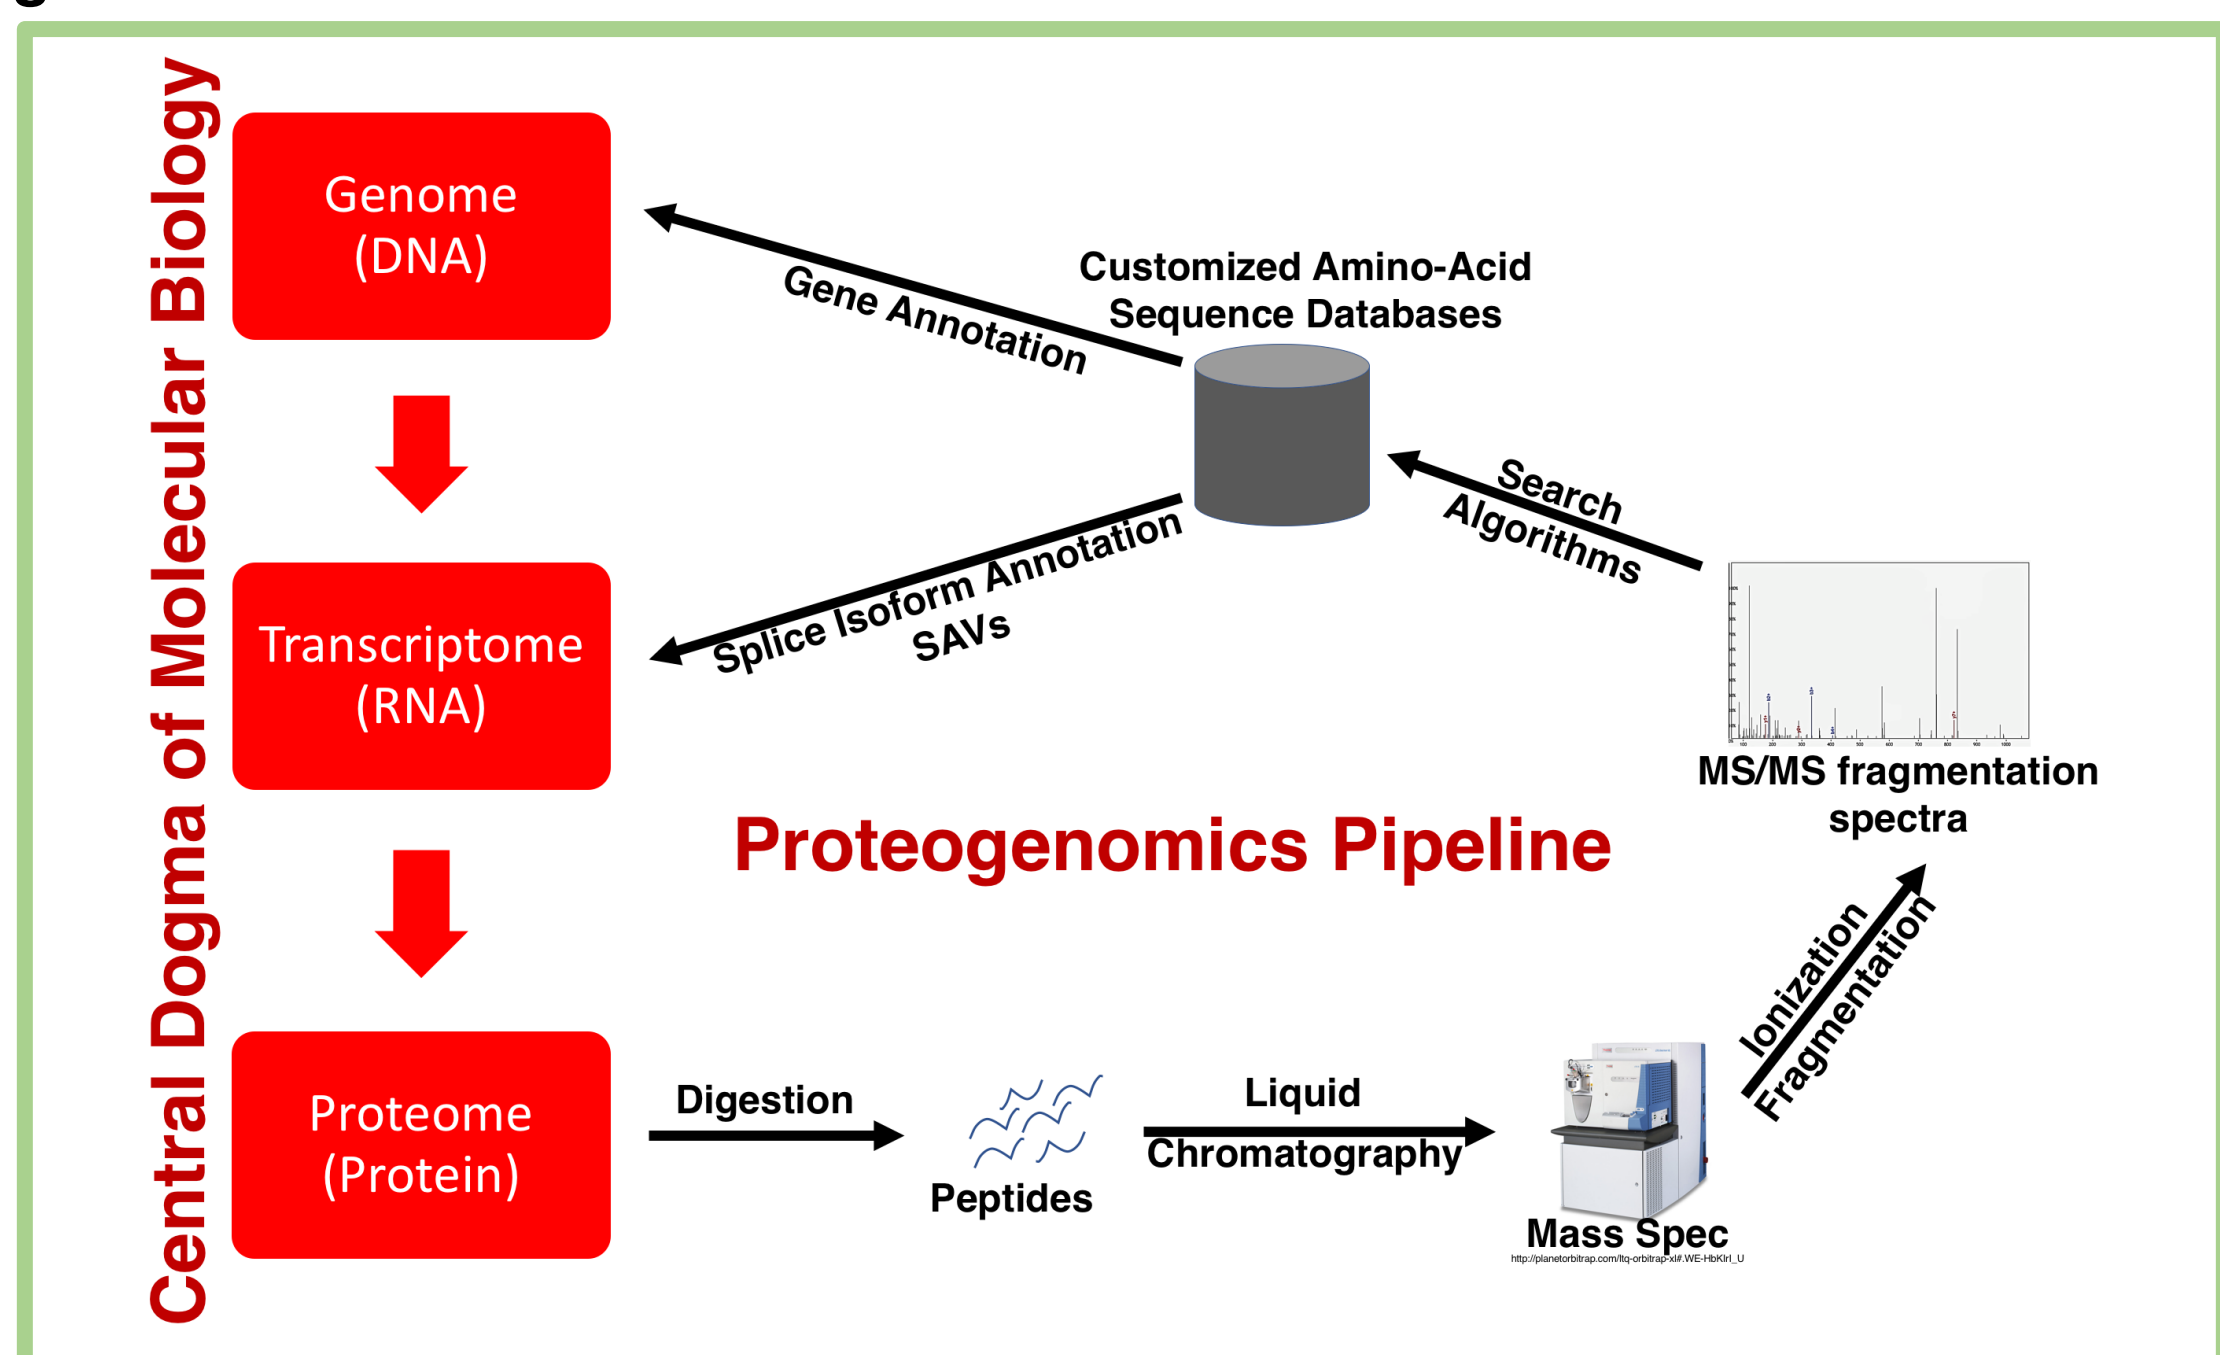 g
Central Dogma of Molecular Biology
Genome
(DNA)
Transcriptome
(RNA)
Proteome
(Protein)
Gene Annotation
Customized Amino-Acid
Sequence Databases
Splice Isoform Annotation
SAVs
Search
Algorithms
MS/MS fragmentation
spectra
Proteogenomics Pipeline
Ionization
Fragmentation
Digestion
Peptides
Liquid
Chromatography
Mass Spec
http://planetorbitrap.com/ltq-orbitrap-xl#.WE-HbKlrI_U